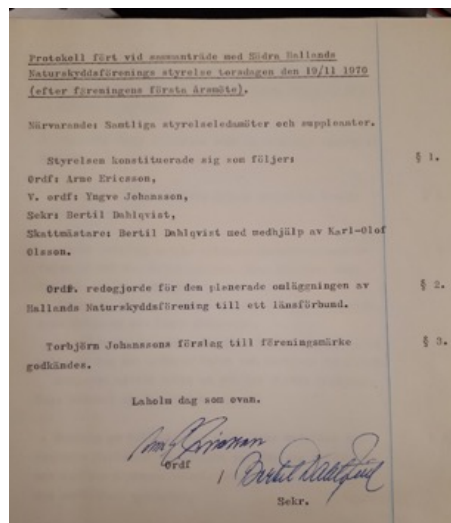 Protokoll fört vid sammanträde med Södra Hallands
Naturskyddsförenings styrelse torsdagen den 19/11 1970
(efter föreningens första årsmöte).
Närvarande: Samtliga styrelseledamöter och suppleanter.
Styrelsen konstituerade sig som följer: § 1.
Ordf: Arne Ericsson,
V. ordf: Yngve Johansson,
Sekr: Bertil Dahlqvist,
Skattmästare: Bertil Dahlqvist med medhjälp av Karl-Olof
Olsson.
Ordf. redogjorde för den planerade omläggningen av § 2.
Hallands Naturskyddsförening till ett länsförbund.
Torbjörn Johanssons förslag till föreningsmärke § 3.
godkändes.
Laholm dag som ovan.
Ordf
Bertil Dahlqvist
Sekr.